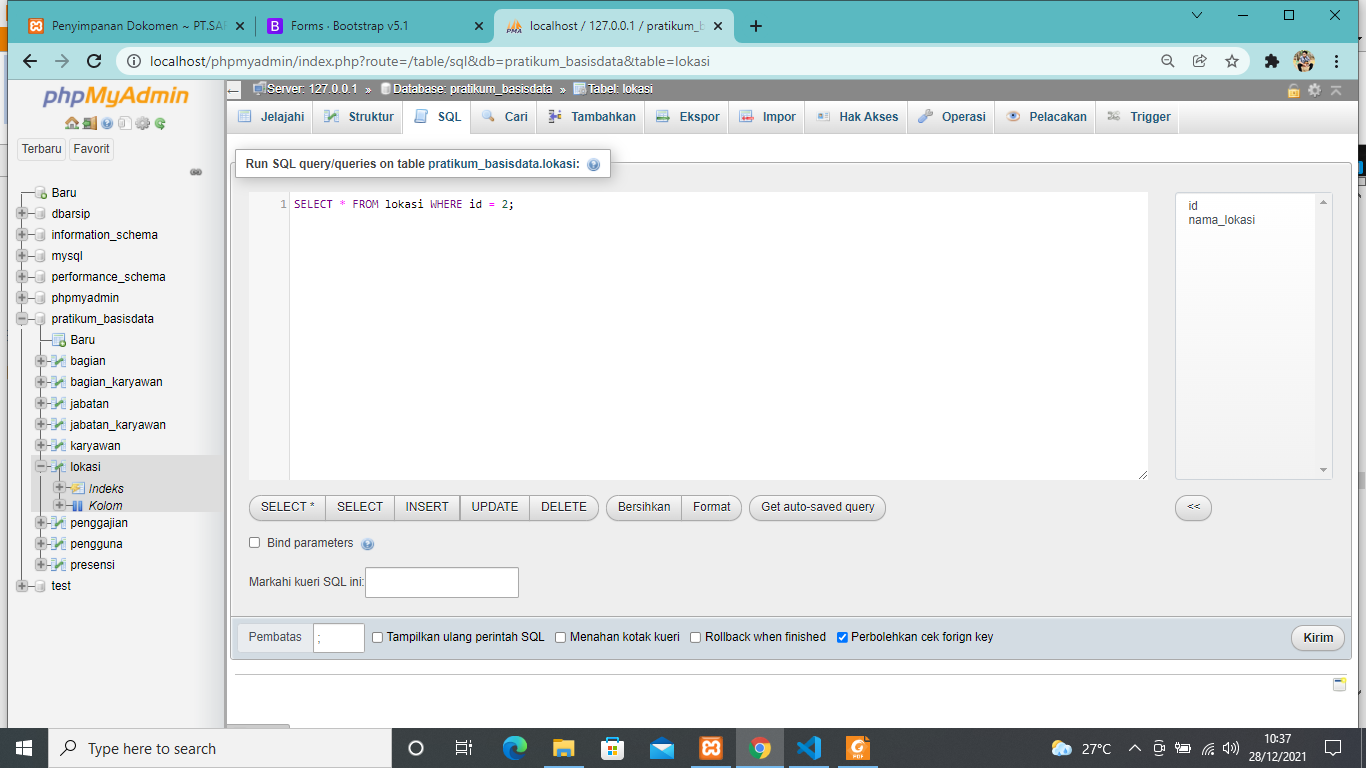 Penyimpanan Dokomen ~ PT.SAF
Forms · Bootstrap v5.1
localhost / 127.0.0.1 / pratikum_b
localhost/phpmyadmin/index.php?route=/table/sql&db=pratikum_basisdata&table=lokasi
phpMyAdmin
Terbaru Favorit
Baru
dbarsip
information_schema
mysql
performance_schema
phpmyadmin
pratikum_basisdata
Baru
bagian
bagian_karyawan
jabatan
jabatan_karyawan
karyawan
lokasi
Indeks
Kolom
penggajian
pengguna
presensi
test
Server: 127.0.0.1 » Database: pratikum_basisdata » Tabel: lokasi
Jelajahi Struktur SQL Cari Tambahkan Ekspor Impor Hak Akses Operasi Pelacakan Trigger
Run SQL query/queries on table pratikum_basisdata.lokasi:
1 SELECT * FROM lokasi WHERE id = 2;
id
nama_lokasi
SELECT * SELECT INSERT UPDATE DELETE Bersihkan Format Get auto-saved query <<
Bind parameters
Markahi kueri SQL ini:
Pembatas ; Tampilkan ulang perintah SQL Menahan kotak kueri Rollback when finished Perbolehkan cek forign key Kirim
Type here to search
27°C
10:37
28/12/2021